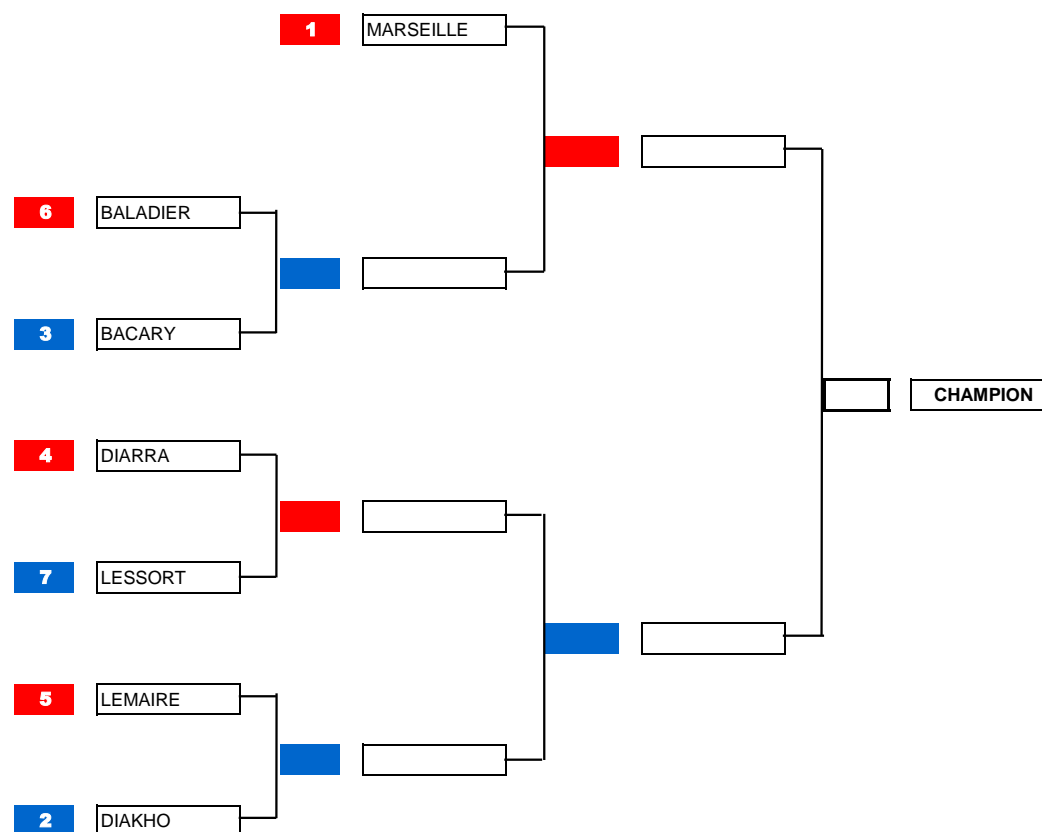 1 MARSEILLE
6 BALADIER
3 BACARY
CHAMPION
4 DIARRA
7 LESSORT
5 LEMAIRE
2 DIAKHO